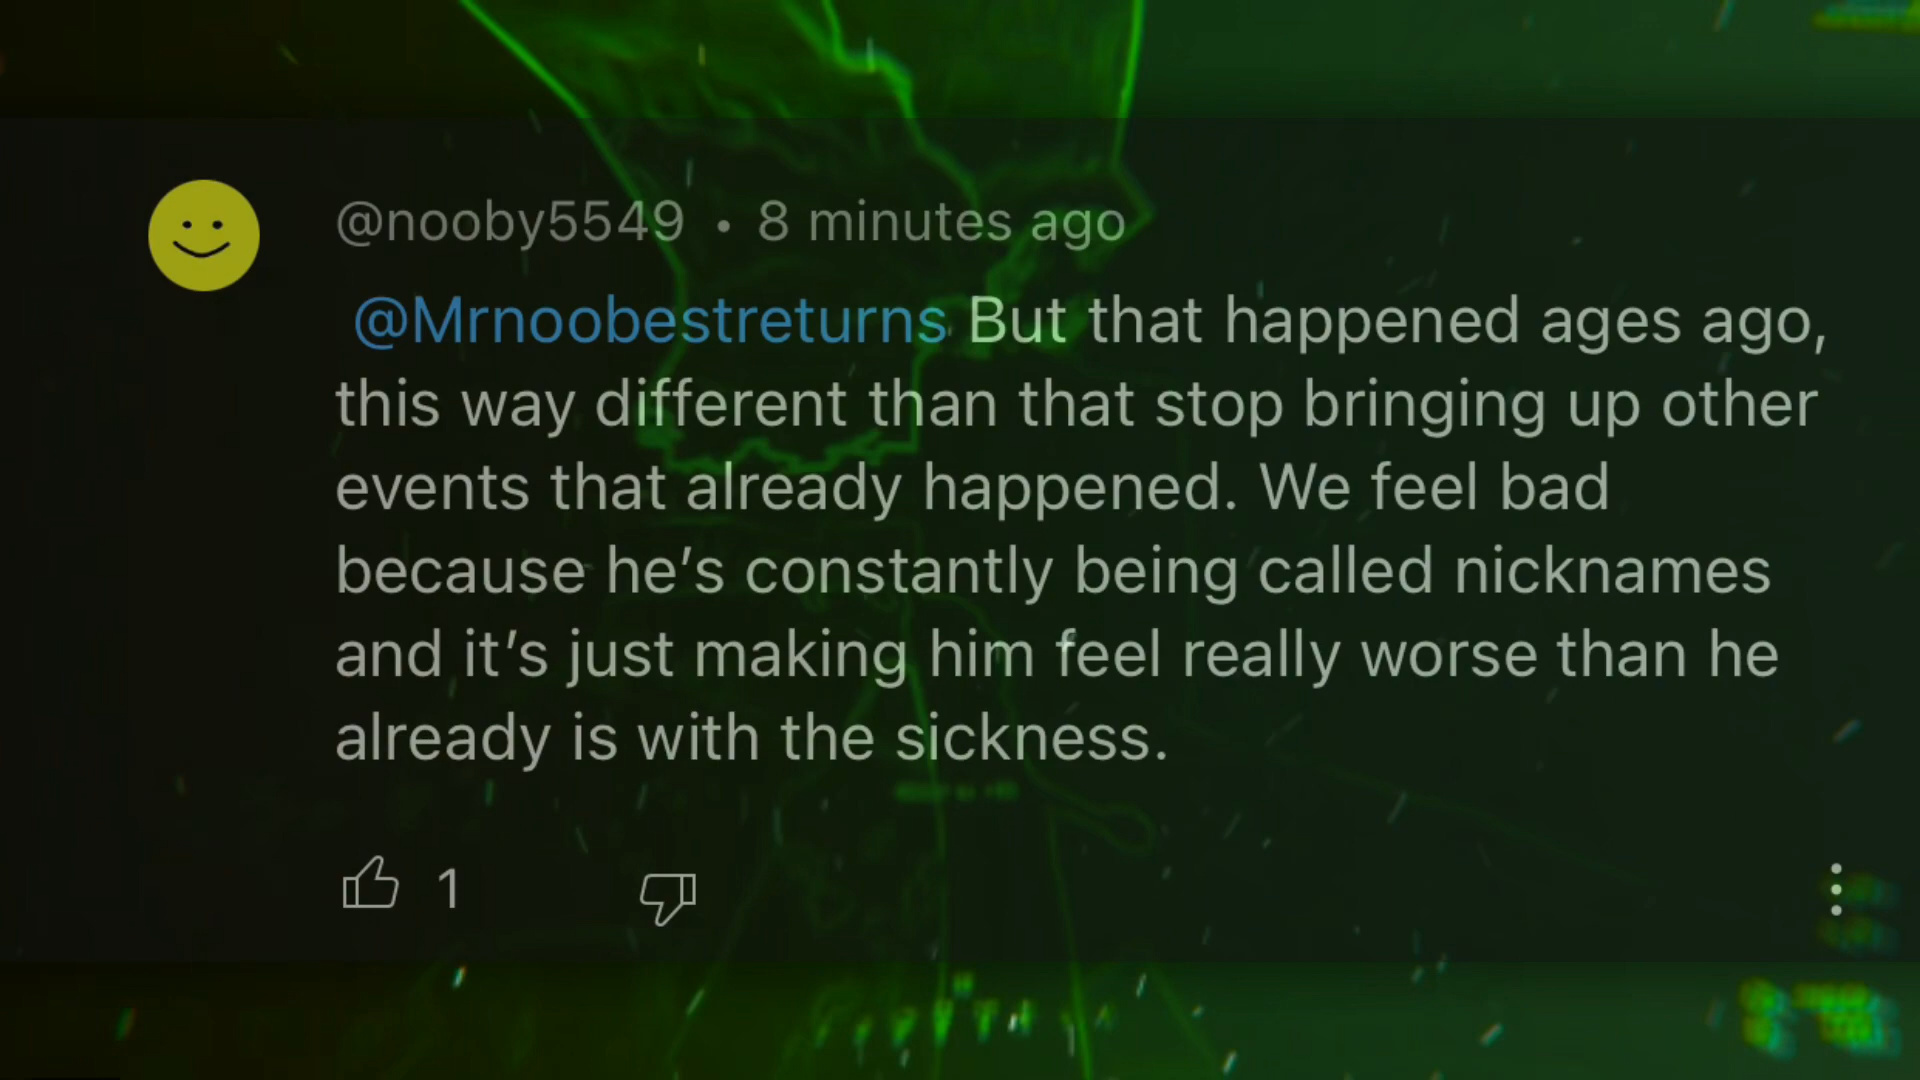 @nooby5549 • 8 minutes ago
@Mrnoobestreturns But that happened ages ago,
this way different than that stop bringing up other
events that already happened. We feel bad
because he’s constantly being called nicknames
and it’s just making him feel really worse than he
already is with the sickness.
1